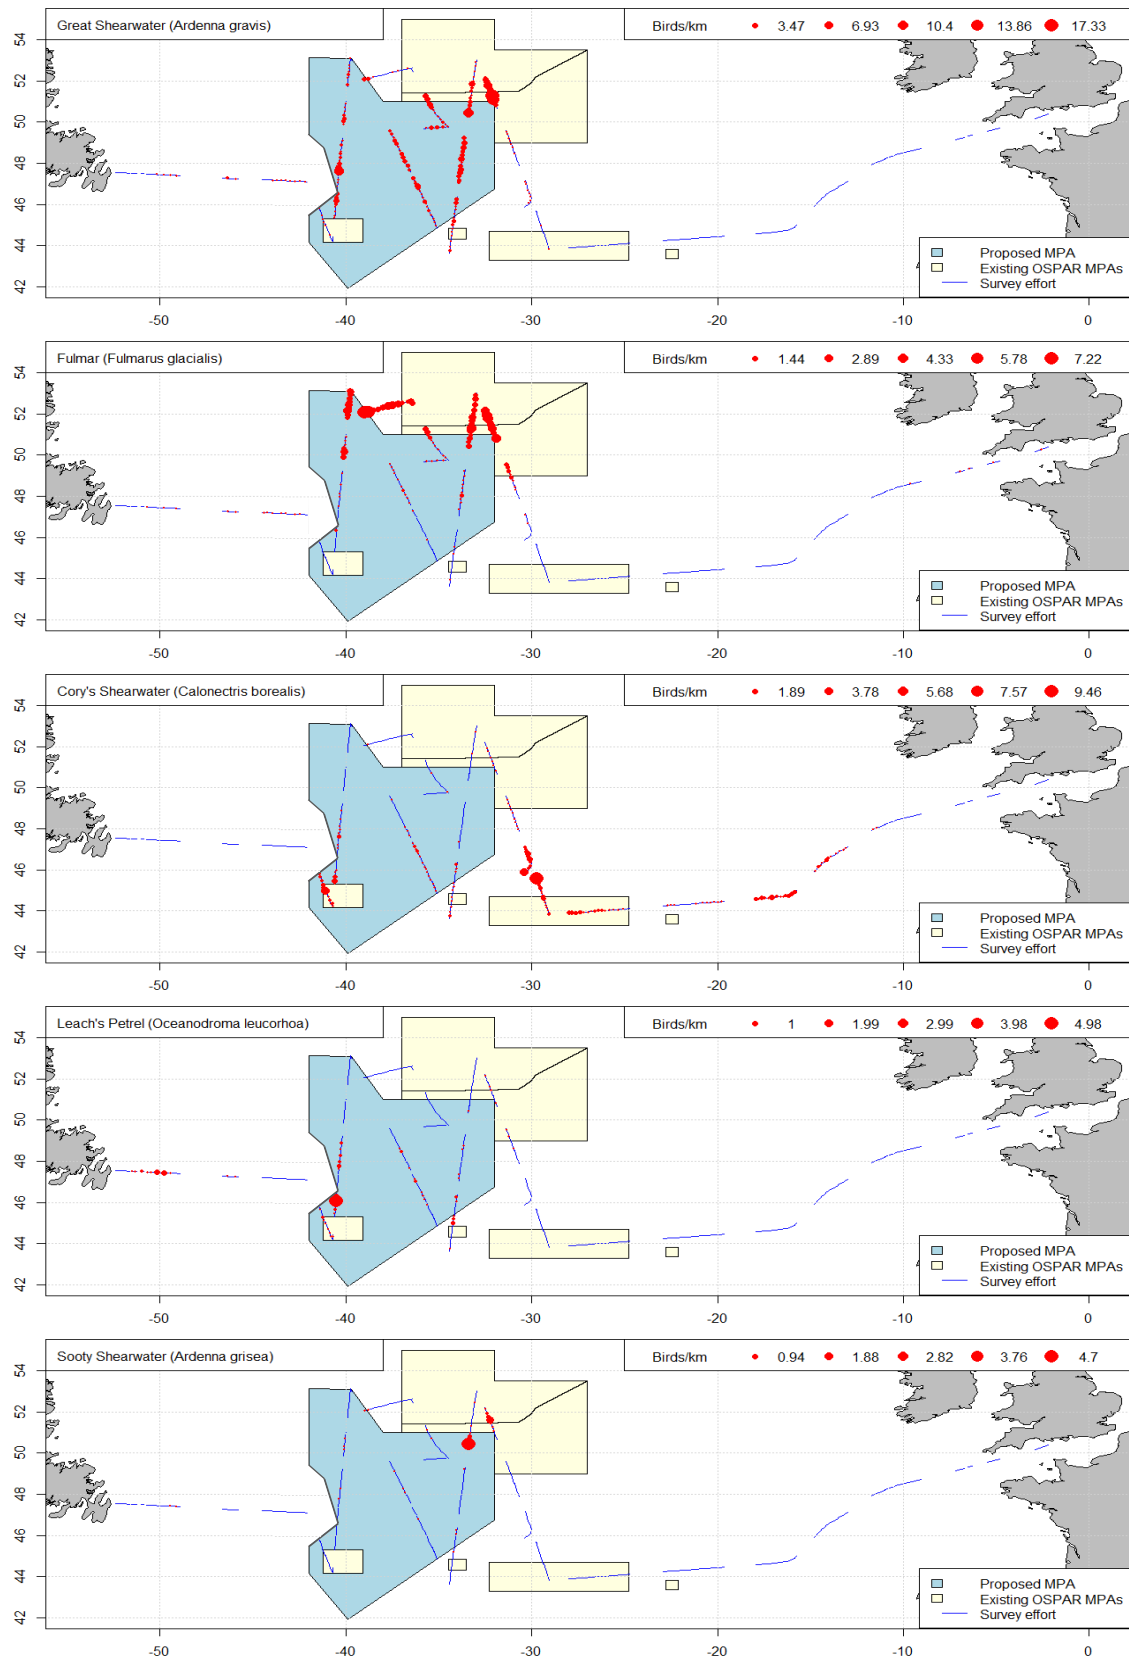 Great Shearwater (Ardenna gravis)
Birds/km 3.47 6.93 10.4 13.86 17.33
54
52
50
48
46
44
42
Proposed MPA
Existing OSPAR MPAs
Survey effort
-50 -40 -30 -20 -10 0
Fulmar (Fulmarus glacialis)
Birds/km 1.44 2.89 4.33 5.78 7.22
54
52
50
48
46
44
42
Proposed MPA
Existing OSPAR MPAs
Survey effort
-50 -40 -30 -20 -10 0
Cory's Shearwater (Calonectris borealis)
Birds/km 1.89 3.78 5.68 7.57 9.46
54
52
50
48
46
44
42
Proposed MPA
Existing OSPAR MPAs
Survey effort
-50 -40 -30 -20 -10 0
Leach's Petrel (Oceanodroma leucorhoa)
Birds/km 1 1.99 2.99 3.98 4.98
54
52
50
48
46
44
42
Proposed MPA
Existing OSPAR MPAs
Survey effort
-50 -40 -30 -20 -10 0
Sooty Shearwater (Ardenna grisea)
Birds/km 0.94 1.88 2.82 3.76 4.7
54
52
50
48
46
44
42
Proposed MPA
Existing OSPAR MPAs
Survey effort
-50 -40 -30 -20 -10 0